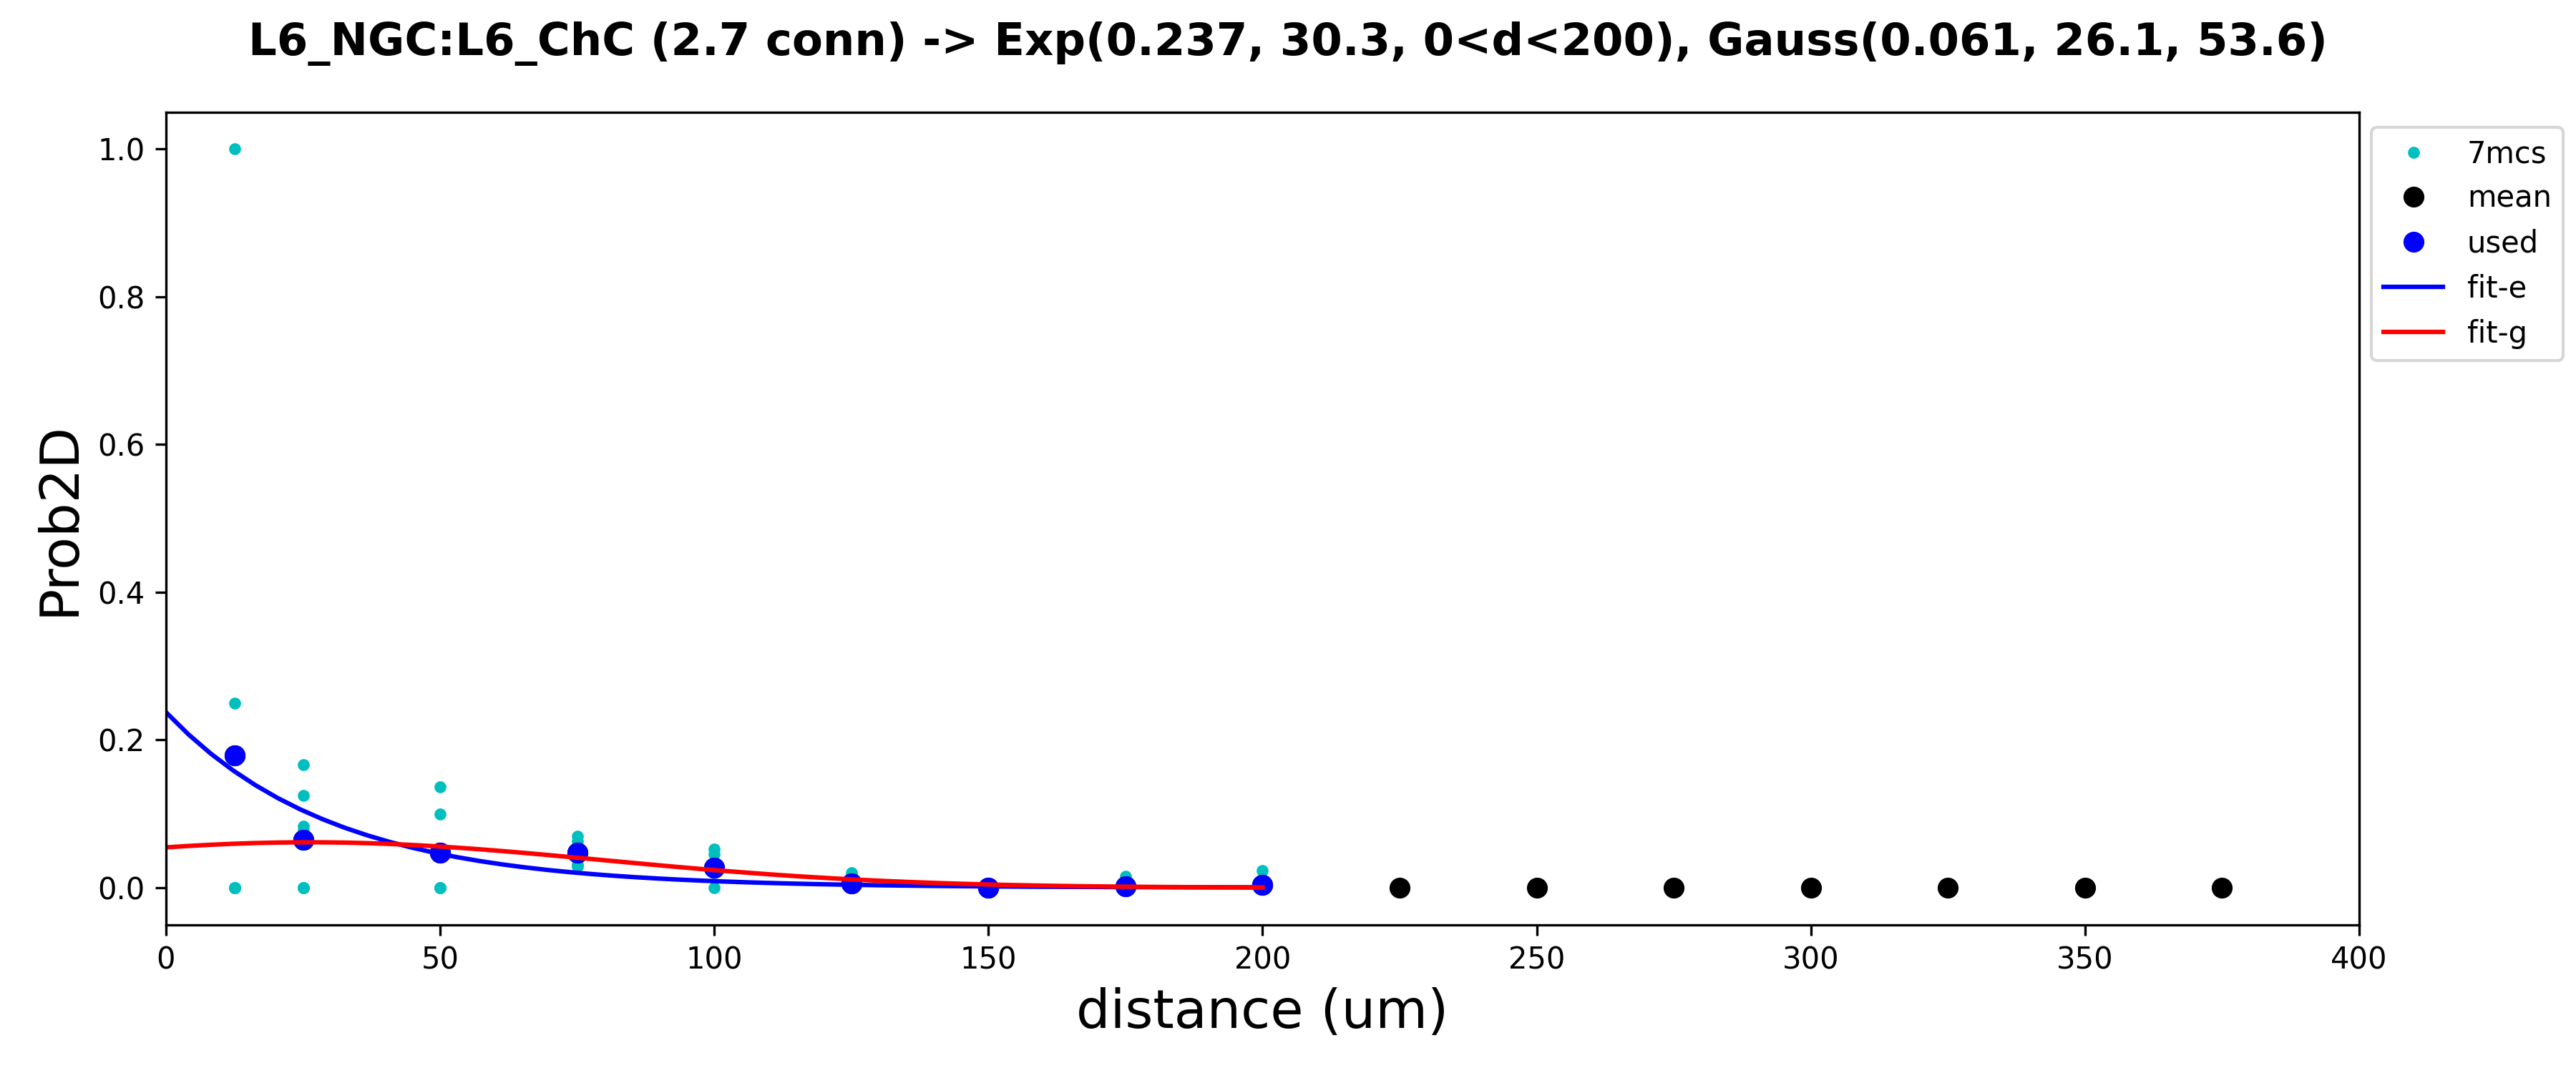 L6_NGC:L6_ChC (2.7 conn) -> Exp(0.237, 30.3, 0<d<200), Gauss(0.061, 26.1, 53.6)
1.0
0.8
0.6
0.4
0.2
0.0
Prob2D
0 50 100 150 200 250 300 350 400
distance (um)
7mcs
mean
used
fit-e
fit-g